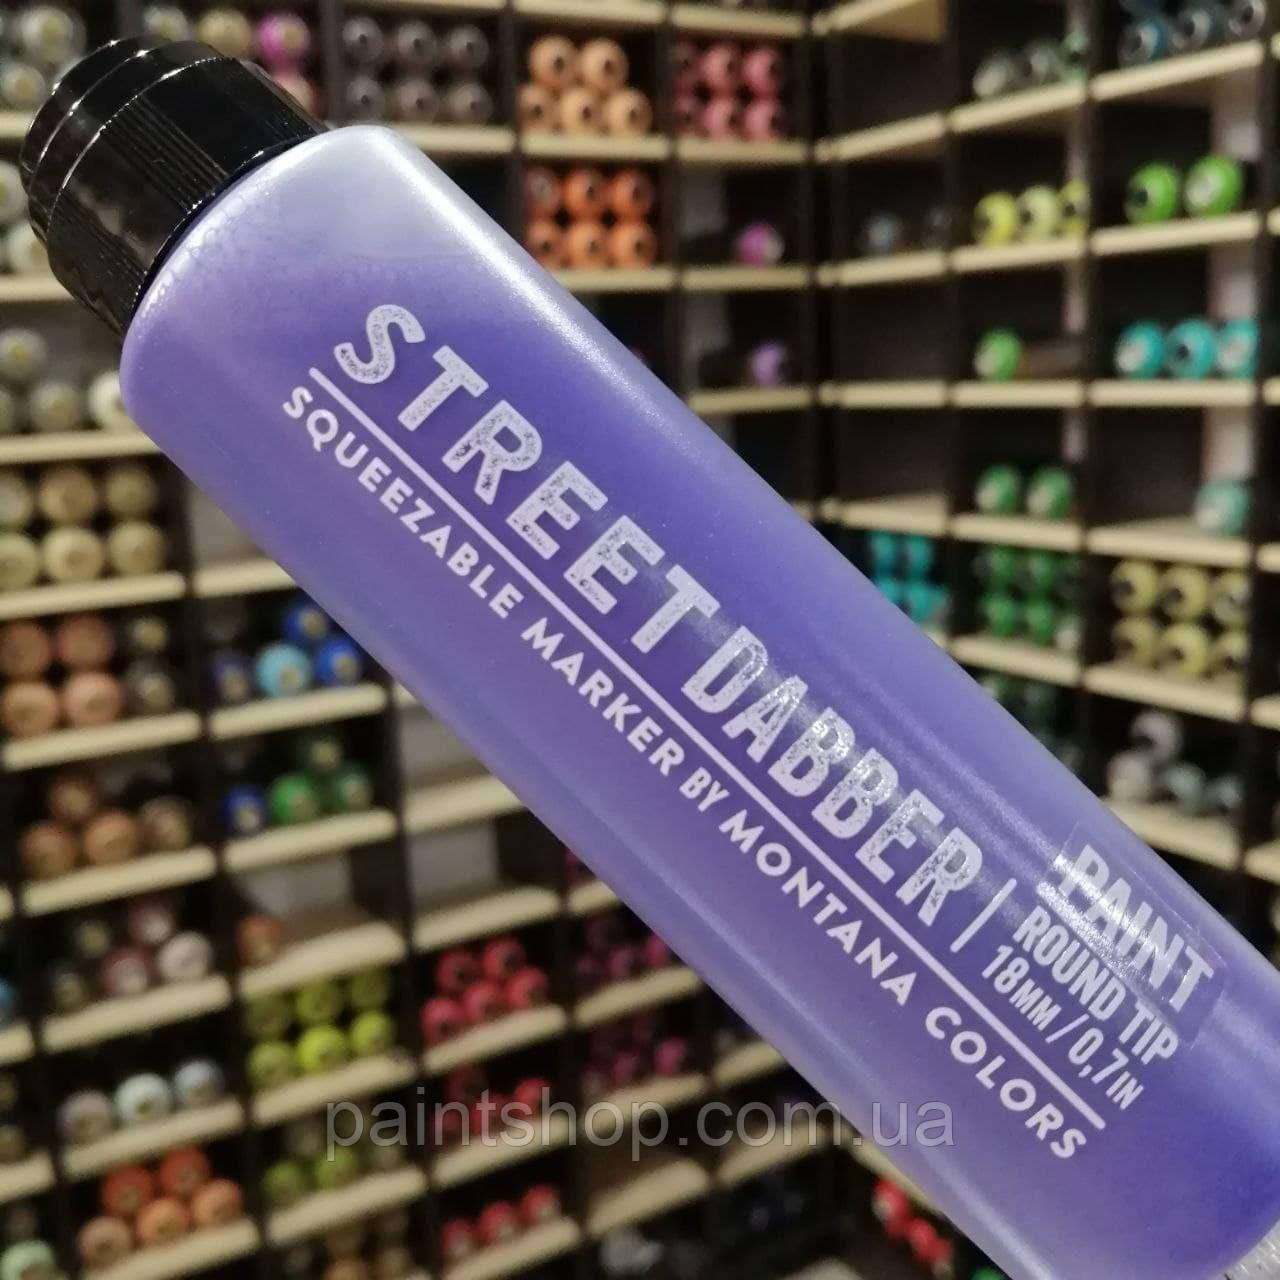 STREET DABBER
SQUEEZABLE MARKER BY MONTANA COLORS
PAINT
ROUND TIP
18MM/0,7IN
paintshop.com.ua